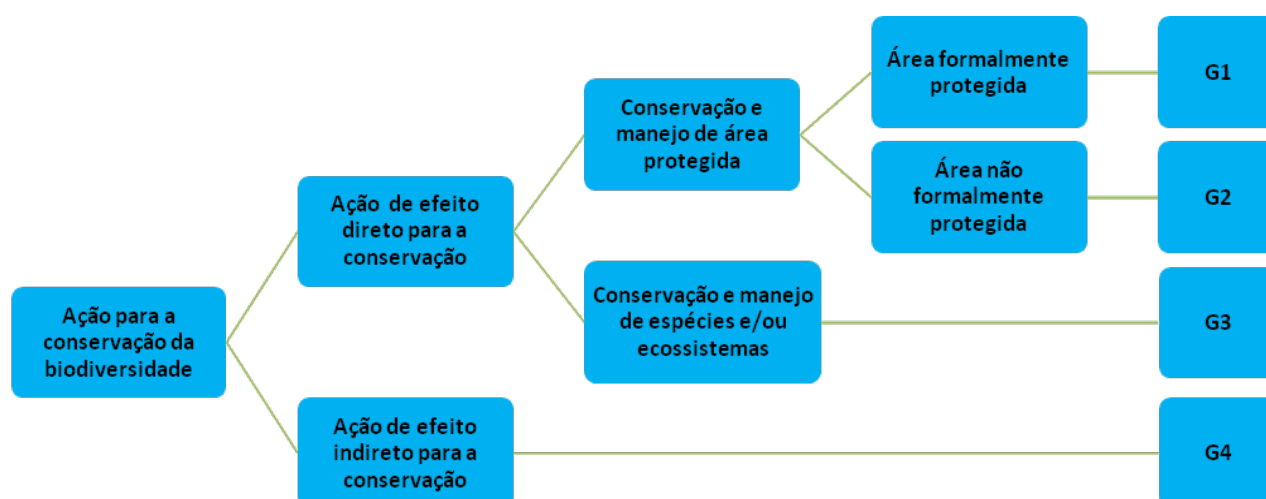 Área formalmente
protegida
G1
Conservação e
manejo de área
protegida
Área não
formalmente
protegida
G2
Ação de efeito
direto para a
conservação
Conservação e manejo
de espécies e/ou
ecossistemas
G3
Ação para a
conservação da
biodiversidade
Ação de efeito
indireto para a
conservação
G4